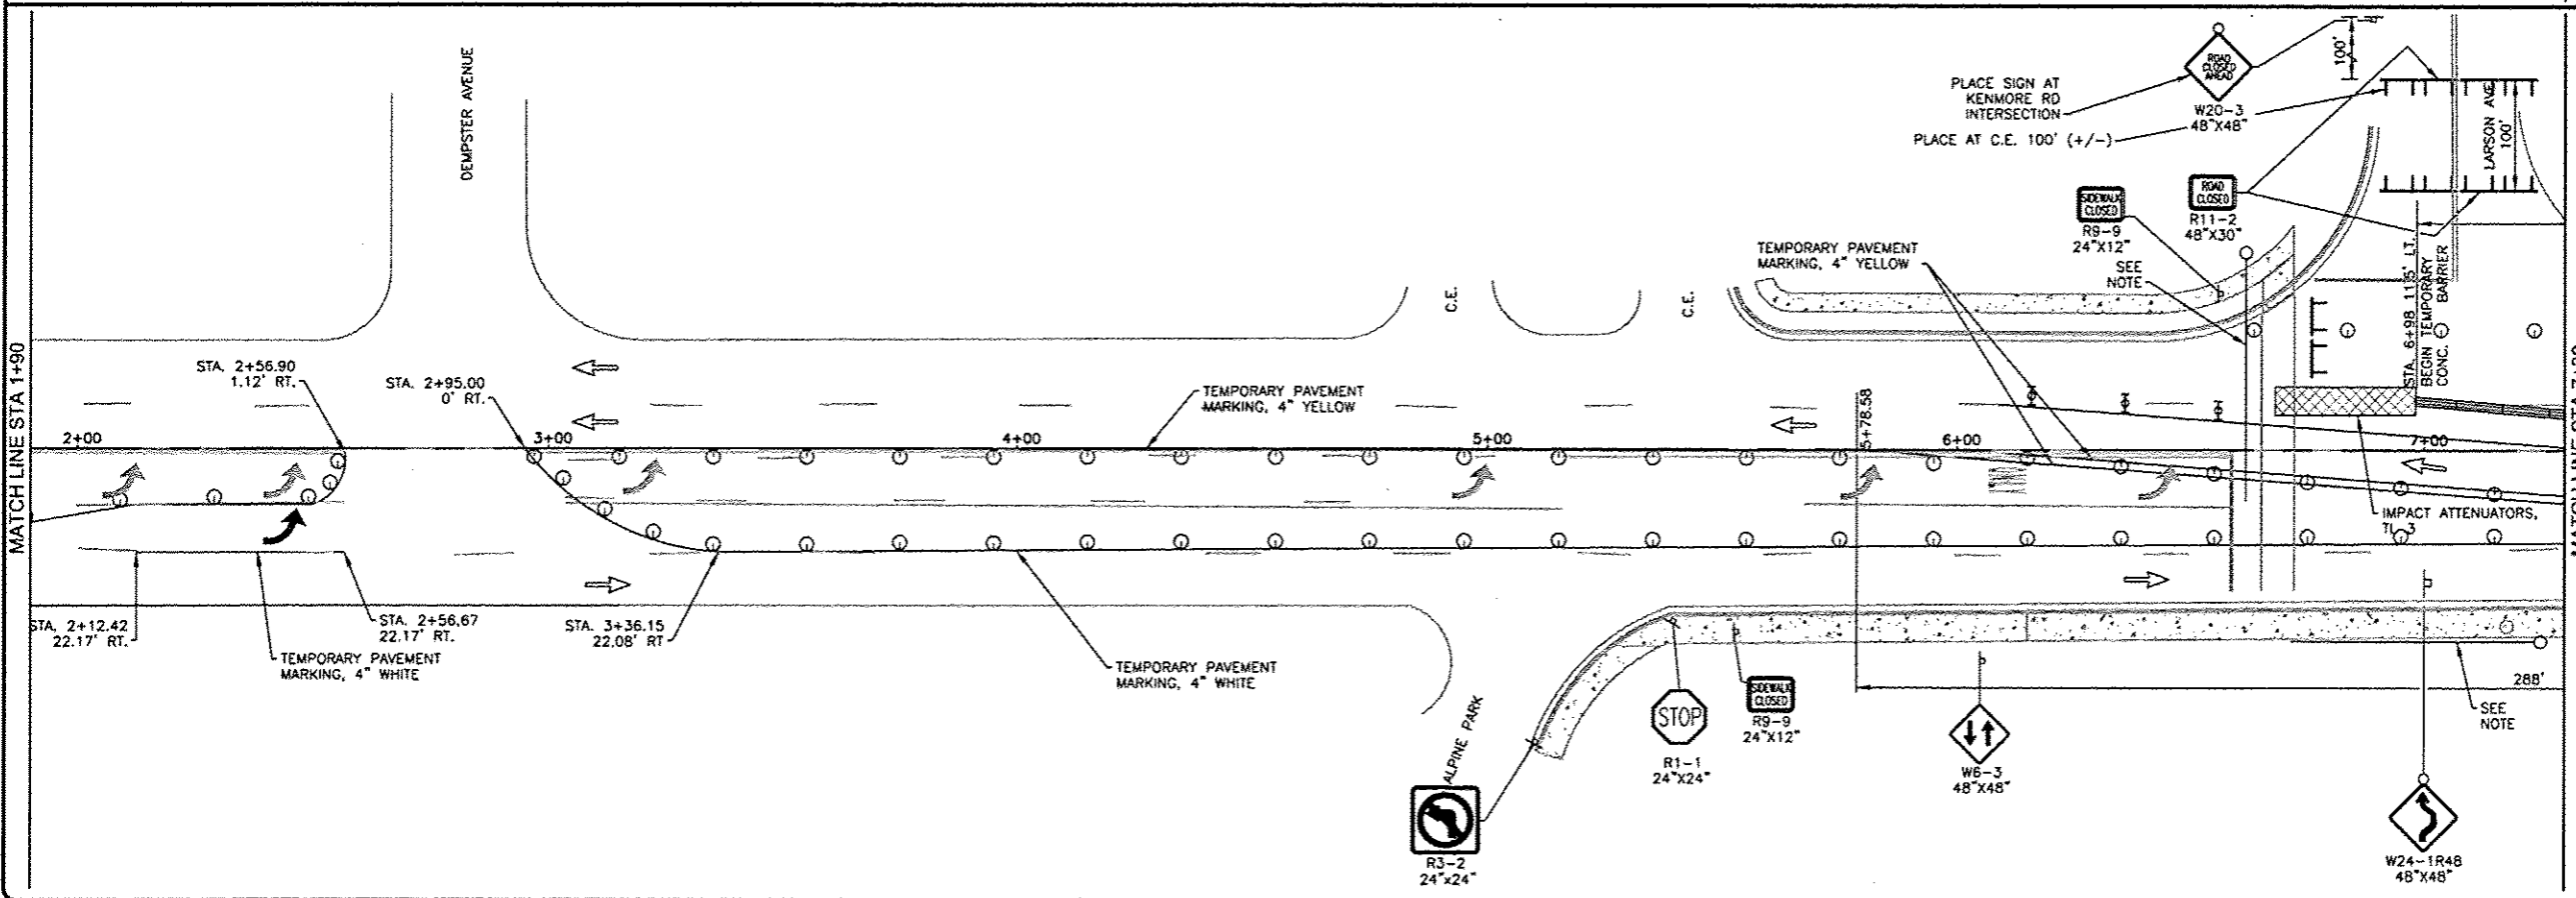 MATCH LINE STA 1+90
DEMPSTER AVENUE
STA. 2+56.90
1.12' RT.
STA. 2+95.00
0' RT.
2+00
3+00
4+00
5+00
6+00
7+00
TEMPORARY PAVEMENT
MARKING, 4" YELLOW
STA. 2+12.42
22.17' RT.
STA. 2+56.67
22.17' RT.
TEMPORARY PAVEMENT
MARKING, 4" WHITE
STA. 3+36.15
22.08' RT
TEMPORARY PAVEMENT
MARKING, 4" WHITE
C.E.
C.E.
TEMPORARY PAVEMENT
MARKING, 4" YELLOW
5+78.58
PLACE SIGN AT
KENMORE RD
INTERSECTION
ROAD
CLOSED
AHEAD
W20-3
48"X48"
PLACE AT C.E. 100' (+/-)
100'
LARSON AVE
100'
SIDEWALK
CLOSED
R9-9
24"X12"
ROAD
CLOSED
R11-2
48"X30"
SEE
NOTE
STA. 6+98 11.5' LT.
BEGIN TEMPORARY
CONC. BARRIER
IMPACT ATTENUATORS,
TL-3
ALPINE PARK
R3-2
24"x24"
STOP
R1-1
24"X24"
SIDEWALK
CLOSED
R9-9
24"X12"
W6-3
48"X48"
288'
SEE
NOTE
W24-1R48
48"X48"